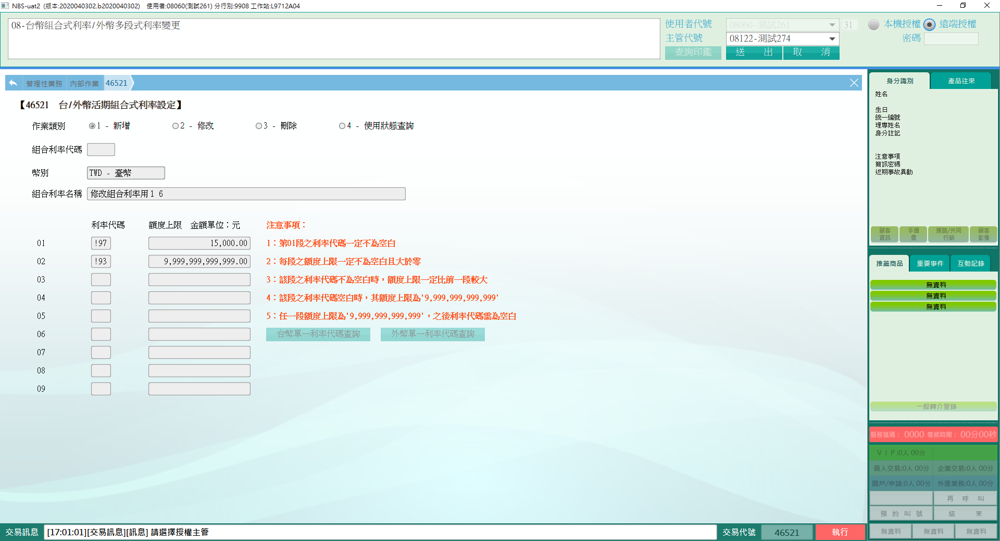 NBS-uat2 (版本:2020040302.b2020040302) 使用者:08060(測試261) 分行別:9908 工作站:L9712A04
08-台幣組合式利率/外幣多段式利率變更
使用者代號 08060-測試261 31 本機授權 遠端授權
主管代號 08122-測試274 密碼
查詢印鑑 送 出 取 消
管理性業務 內部作業 46521
【46521 台/外幣活期組合式利率設定】
作業類別 1 - 新增 2 - 修改 3 - 刪除 4 - 使用狀態查詢
組合利率代碼
幣別 TWD - 臺幣
組合利率名稱 修改組合利率用１６
利率代碼 額度上限 金額單位：元 注意事項：
01 !97 15,000.00 1：第01段之利率代碼一定不為空白
02 !93 9,999,999,999,999.00 2：每段之額度上限一定不為空白且大於零
03 3：該段之利率代碼不為空白時，額度上限一定比前一段較大
04 4：該段之利率代碼空白時，其額度上限為'9,999,999,999,999'
05 5：任一段額度上限為'9,999,999,999,999'，之後利率代碼需為空白
06 台幣單一利率代碼查詢 外幣單一利率代碼查詢
07
08
09
身分識別 產品往來
姓名
生日
統一編號
理專姓名
身分註記
注意事項
簡訊密碼
近期事故異動
顧客資訊 手續費 通路/共同行銷 顧客影像
推薦商品 重要事件 互動記錄
無資料
無資料
無資料
一般轉介登錄
服務號碼： 0000 等候時間： 00分00秒
ＶＩＰ:0人 00分
個人交易:0人 00分 企業交易:0人 00分
開戶/申請:0人 00分 外匯業務:0人 00分
再 呼 叫
預 約 叫 號 結 束
無資料 無資料 無資料
交易訊息 [17:01:01][交易訊息][訊息] 請選擇授權主管 交易代號 46521 執行